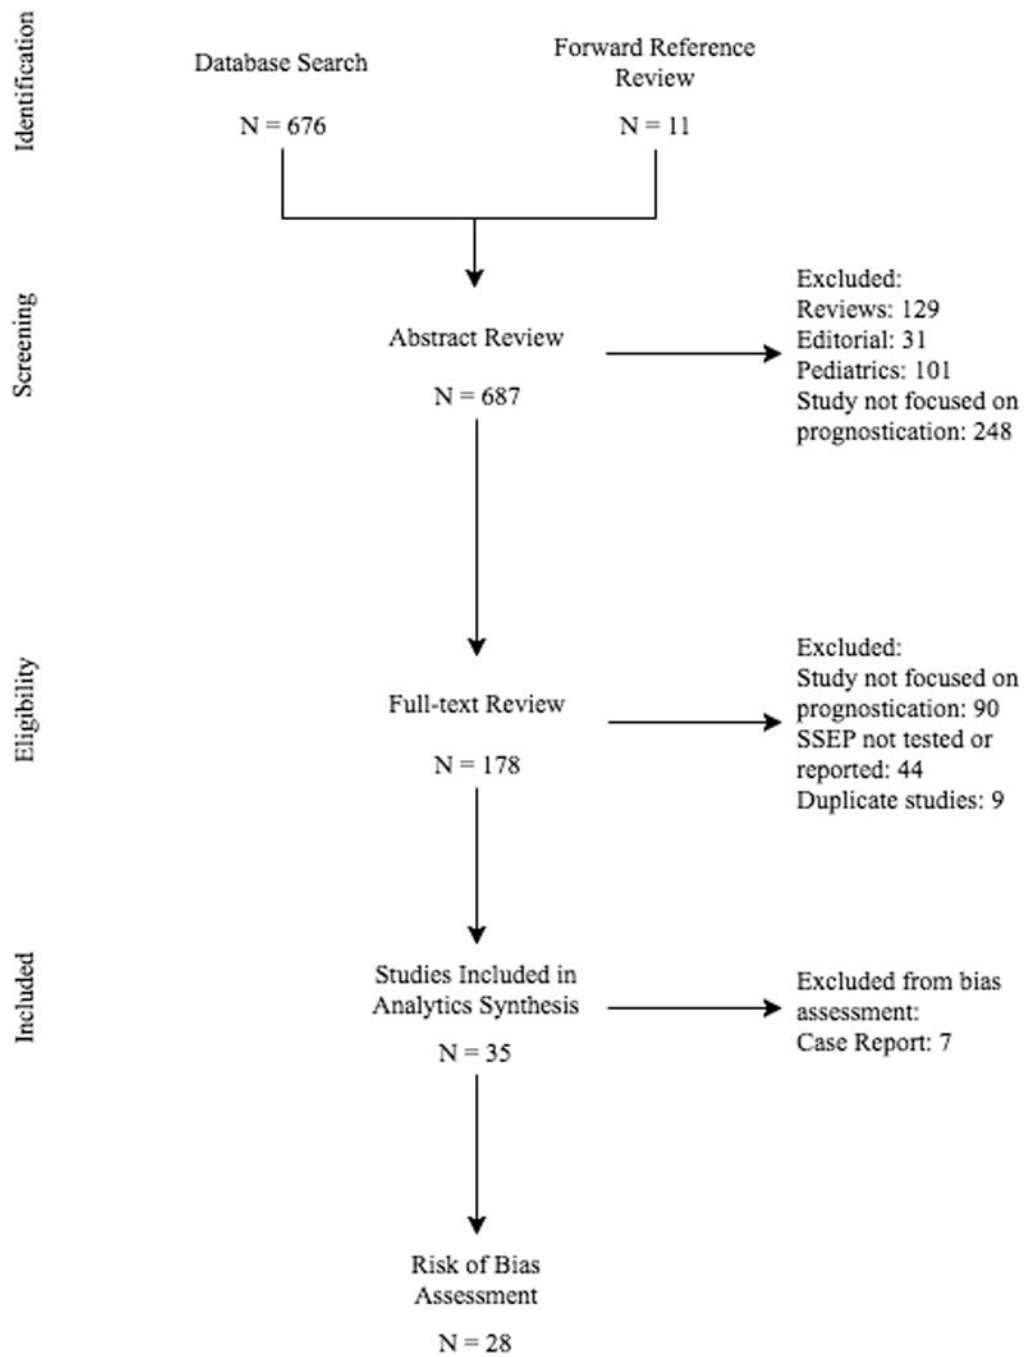 Identification
Database Search
N = 676
Forward Reference
Review
N = 11
Screening
Abstract Review
N = 687
Excluded:
Reviews: 129
Editorial: 31
Pediatrics: 101
Study not focused on
prognostication: 248
Eligibility
Full-text Review
N = 178
Excluded:
Study not focused on
prognostication: 90
SSEP not tested or
reported: 44
Duplicate studies: 9
Included
Studies Included in
Analytics Synthesis
N = 35
Excluded from bias
assessment:
Case Report: 7
Risk of Bias
Assessment
N = 28